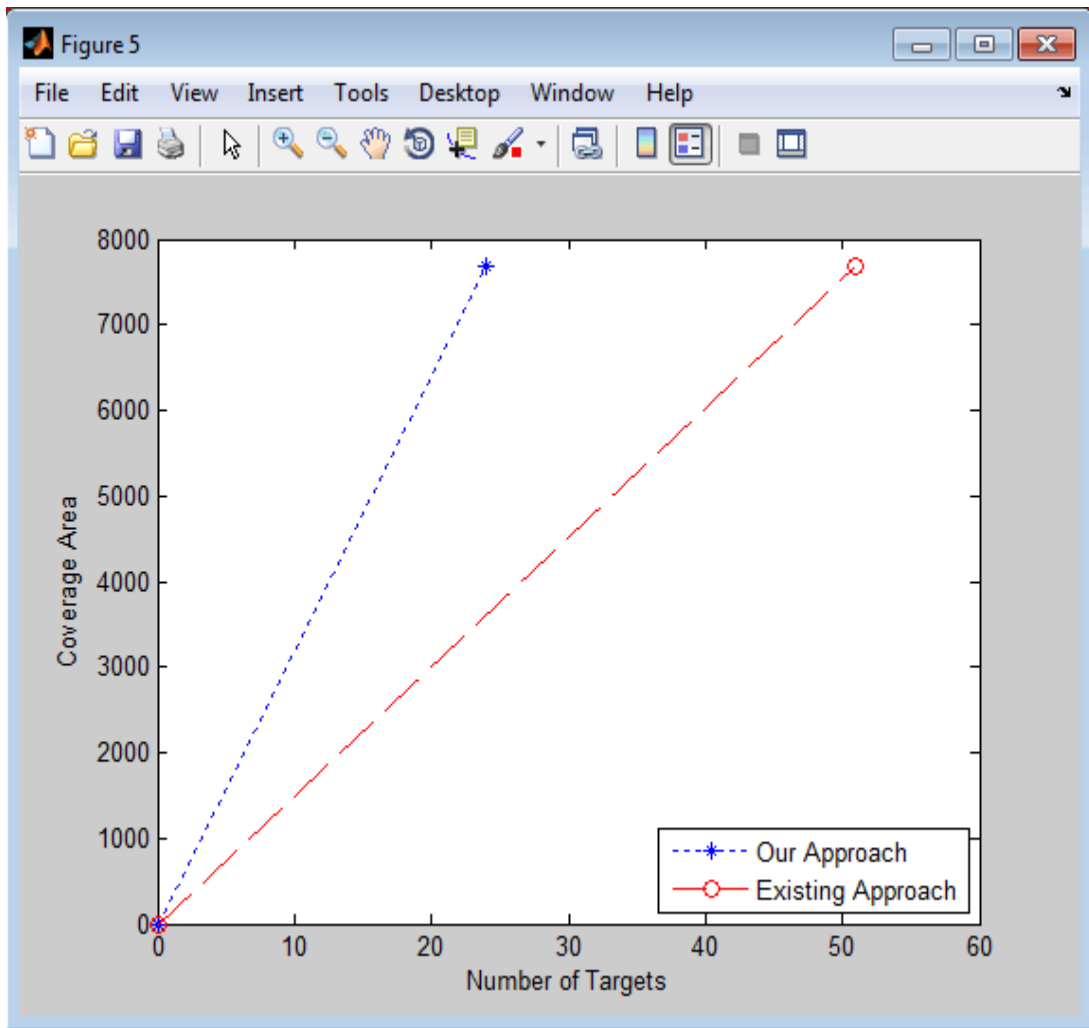 Figure 5
File Edit View Insert Tools Desktop Window Help
8000
7000
6000
5000
4000
3000
2000
1000
0
Coverage Area
0 10 20 30 40 50 60
Number of Targets
Our Approach
Existing Approach